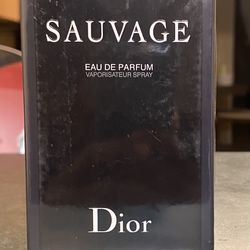 SAUVAGE
EAU DE PARFUM
VAPORISATEUR SPRAY
Dior